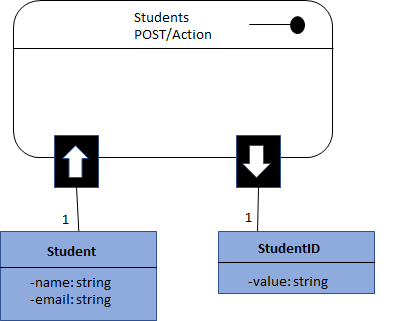 Students
POST/Action
1
1
Student
-name: string
-email: string
StudentID
-value: string